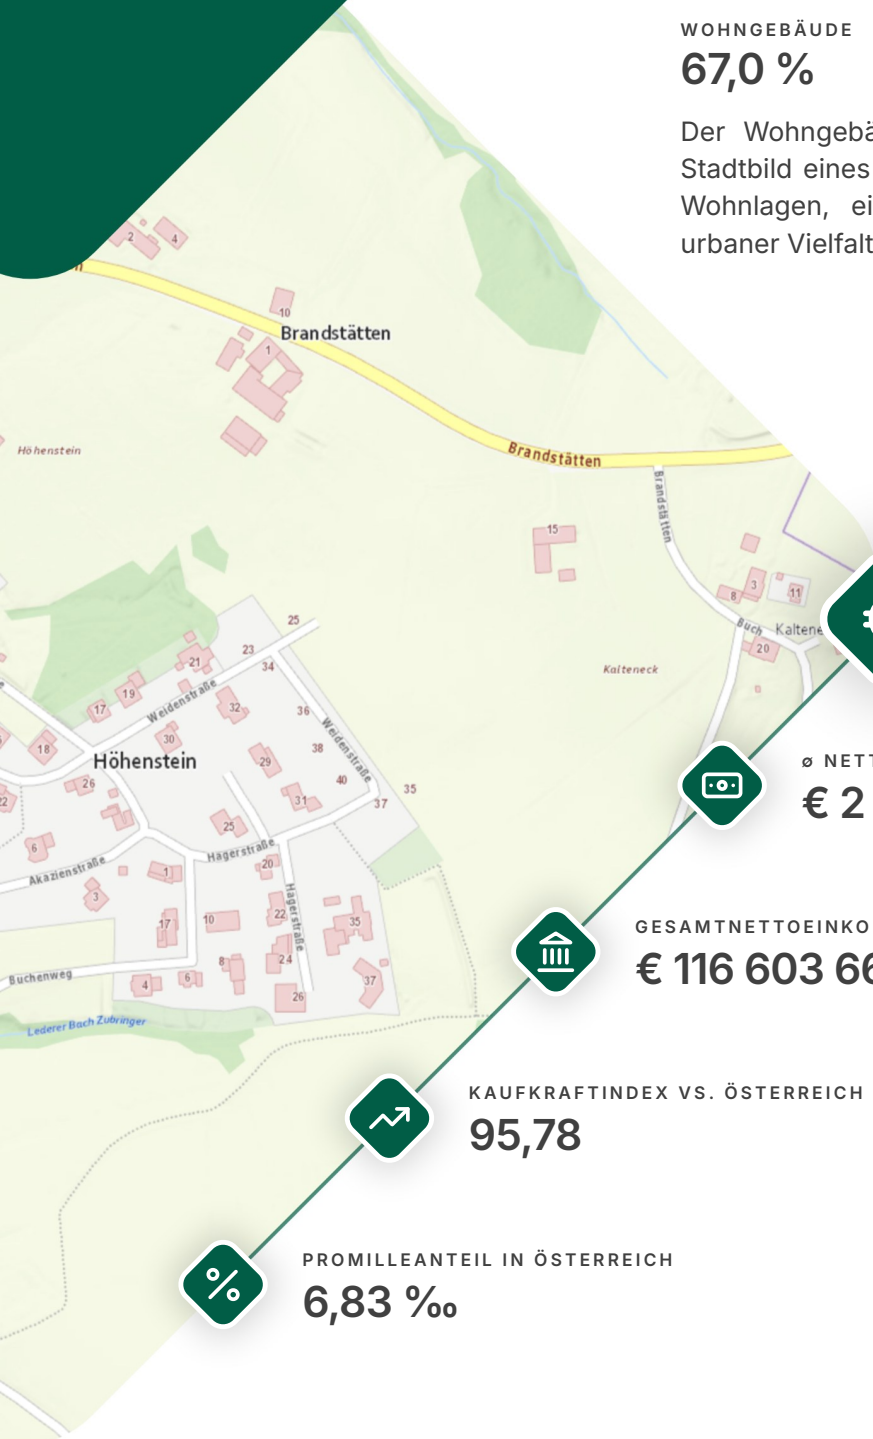 WOHNGEBÄUDE
67,0 %
Der Wohngebä
Stadtbild eines
Wohnlagen, ei
urbaner Vielfalt
2
4
10
Brandstätten
1
Höhenstein
Brandstätten
Brandstätten
15
3
8
11
Buch
Kaltene
20
Kalteneck
25
23
34
21
19
17
Weidenstraße
32
36
30
18
Höhenstein
38
Weidenstraße
29
26
40
35
31
37
22
25
6
Hagerstraße
Akazienstraße
1
20
3
Hagerstraße
22
35
10
17
24
8
Buchenweg
6
4
37
26
Lederer Bach Zubringer
ø NETT
€ 2
GESAMTNETTOEINKO
€ 116 603 66
KAUFKRAFTINDEX VS. ÖSTERREICH
95,78
PROMILLEANTEIL IN ÖSTERREICH
6,83 ‰